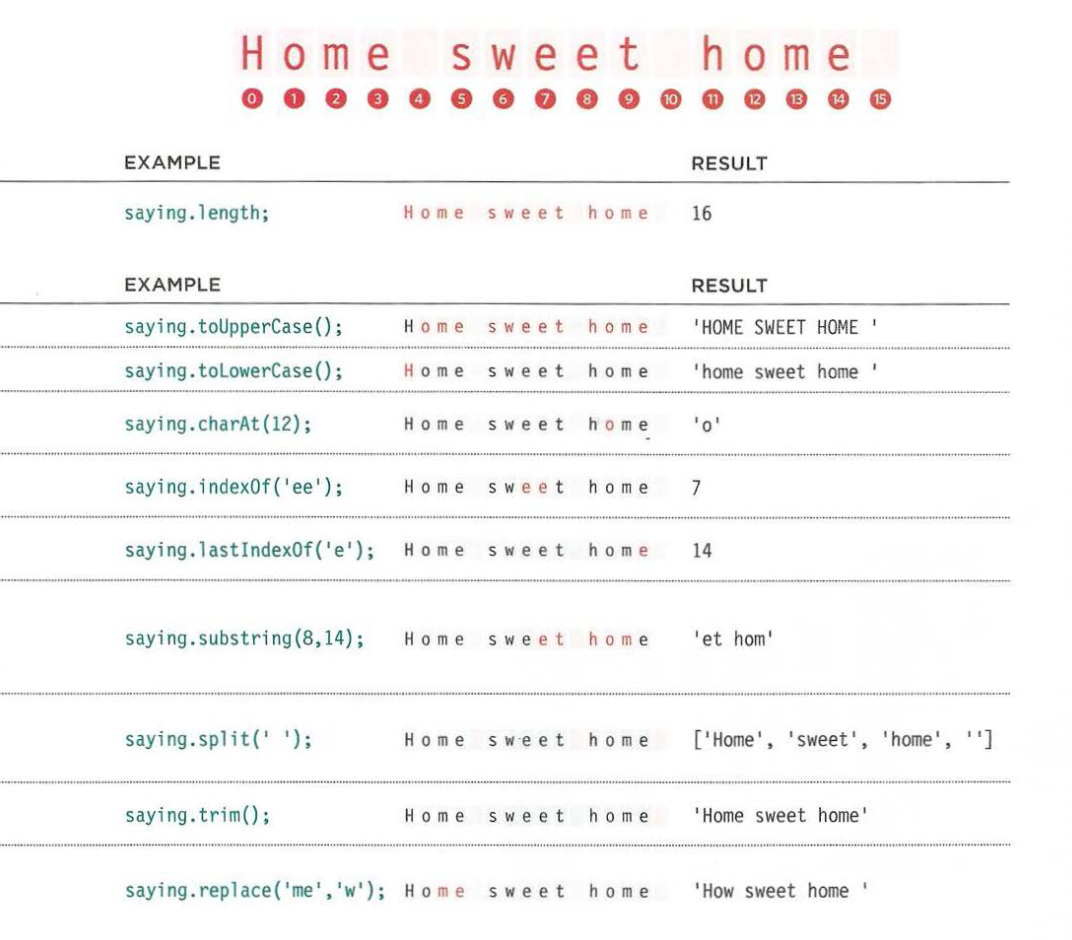 Home sweet home
0 1 2 3 4 5 6 7 8 9 10 11 12 13 14 15
EXAMPLE RESULT
saying.length; Home sweet home 16
EXAMPLE RESULT
saying.toUpperCase(); Home sweet home 'HOME SWEET HOME '
saying.toLowerCase(); Home sweet home 'home sweet home '
saying.charAt(12); Home sweet home 'o'
saying.indexOf('ee'); Home sweet home 7
saying.lastIndexOf('e'); Home sweet home 14
saying.substring(8,14); Home sweet home 'et hom'
saying.split(' '); Home sweet home ['Home', 'sweet', 'home', '']
saying.trim(); Home sweet home 'Home sweet home'
saying.replace('me','w'); Home sweet home 'How sweet home '